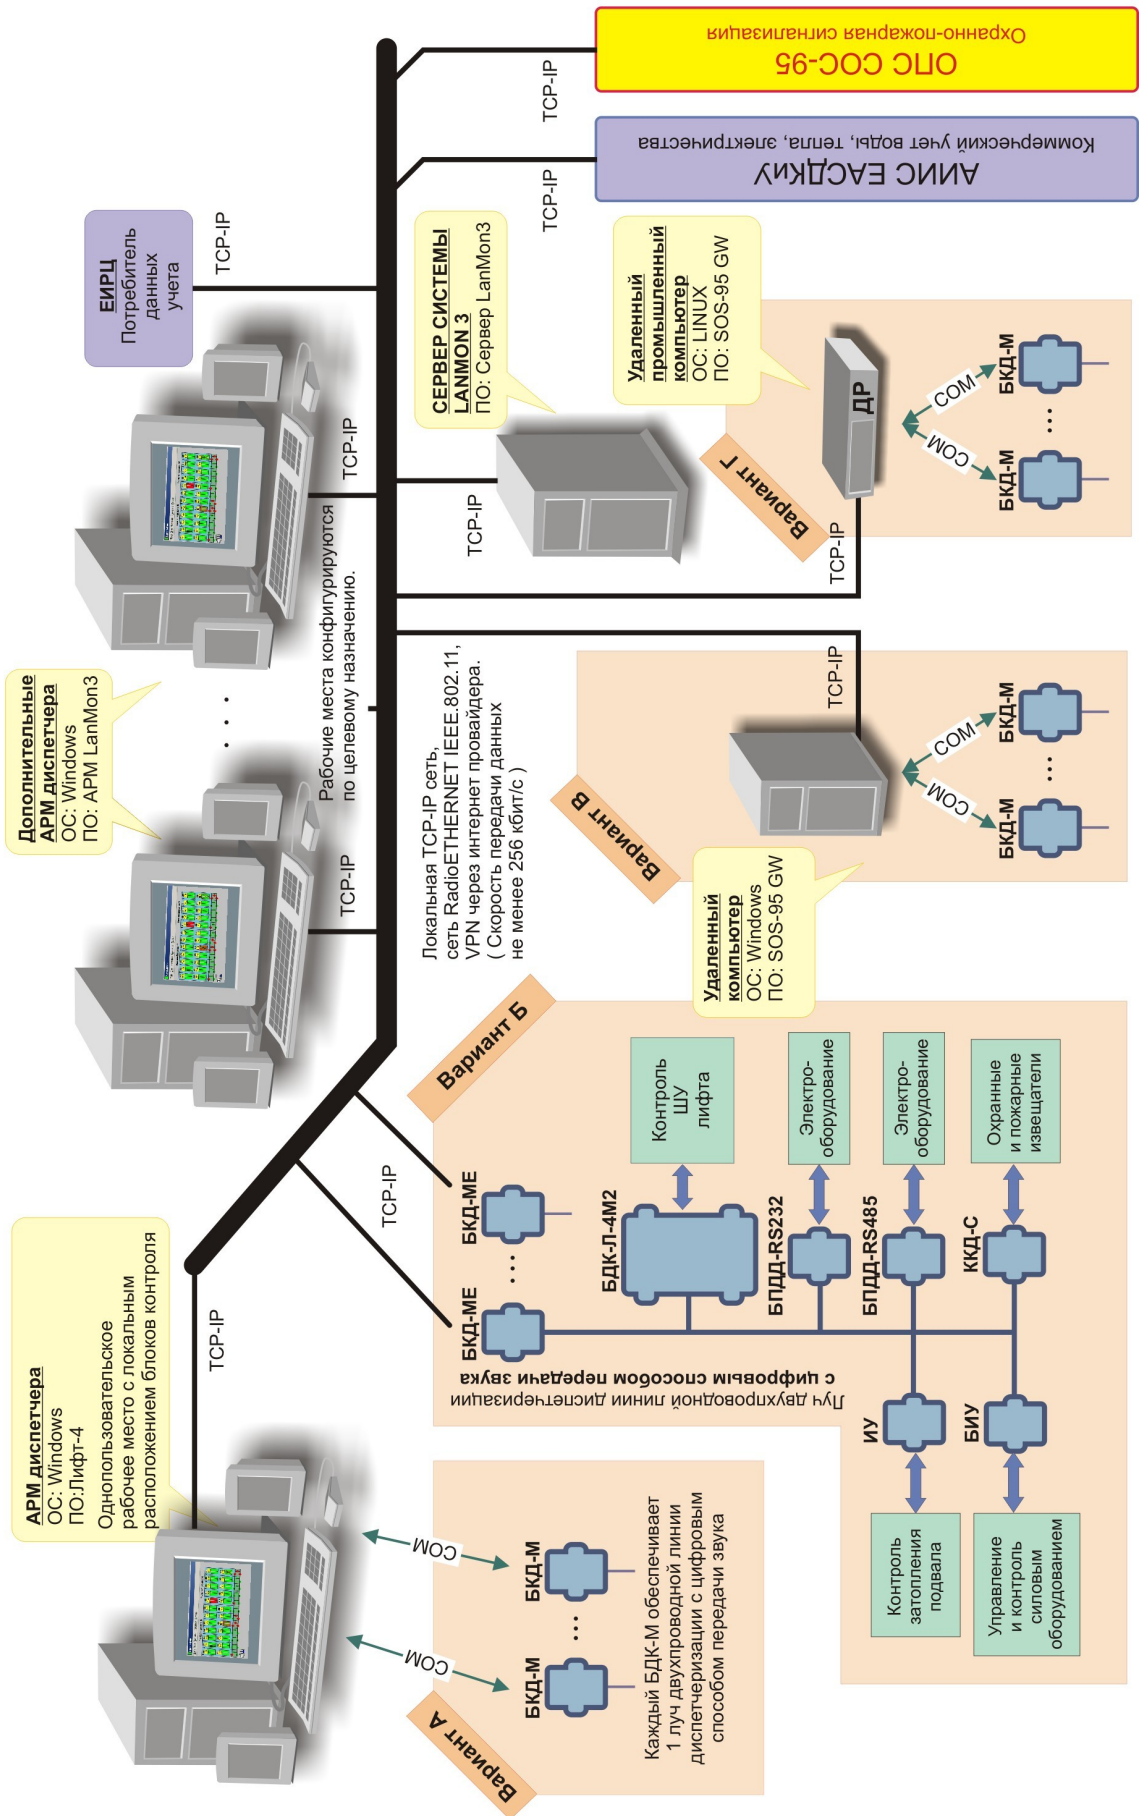 АРМ диспетчера
ОС: Windows
ПО:Лифт-4
Однопользовательское
рабочее место с локальным
расположением блоков контроля
TCP-IP
Дополнительные
АРМ диспетчера
ОС: Windows
ПО: АРМ LanMon3
. . . .
TCP-IP
TCP-IP
Рабочие места конфигурируются
по целевому назначению.
ЕИРЦ
Потребитель
данных
учета
TCP-IP
COM
COM
Вариант А
БКД-М
...
БКД-М
Каждый БДК-М обеспечивает
1 луч двухпроводной линии
диспетчеризации с цифровым
способом передачи звука
TCP-IP
Локальная TCP-IP сеть,
сеть RadioETHERNET IEEE.802.11,
VPN через интернет провайдера.
( Скорость передачи данных
не менее 256 кбит/с )
TCP-IP
СЕРВЕР СИСТЕМЫ
LANMON 3
ПО: Сервер LanMon3
TCP-IP
TCP-IP
Вариант Б
БКД-МЕ
...
БКД-МЕ
Луч двухпроводной линии диспетчеризации
с цифровым способом передачи звука
БДК-Л-4М2
Контроль
ШУ
лифта
БПДД-RS232
Электро-
оборудование
БПДД-RS485
Электро-
оборудование
ККД-С
Охранные
и пожарные
извещатели
ИУ
Контроль
затопления
подвала
БИУ
Управление
и контроль
силовым
оборудованием
Удаленный
компьютер
ОС: Windows
ПО: SOS-95 GW
Вариант В
TCP-IP
COM
COM
БКД-М
...
БКД-М
Удаленный
промышленный
компьютер
ОС: LINUX
ПО: SOS-95 GW
Вариант Г
TCP-IP
ДР
COM
COM
БКД-М
...
БКД-М
АИИС ЕАСДКиУ
Коммерческий учет воды, тепла, электричества
ОПС СОС-95
Охранно-пожарная сигнализация